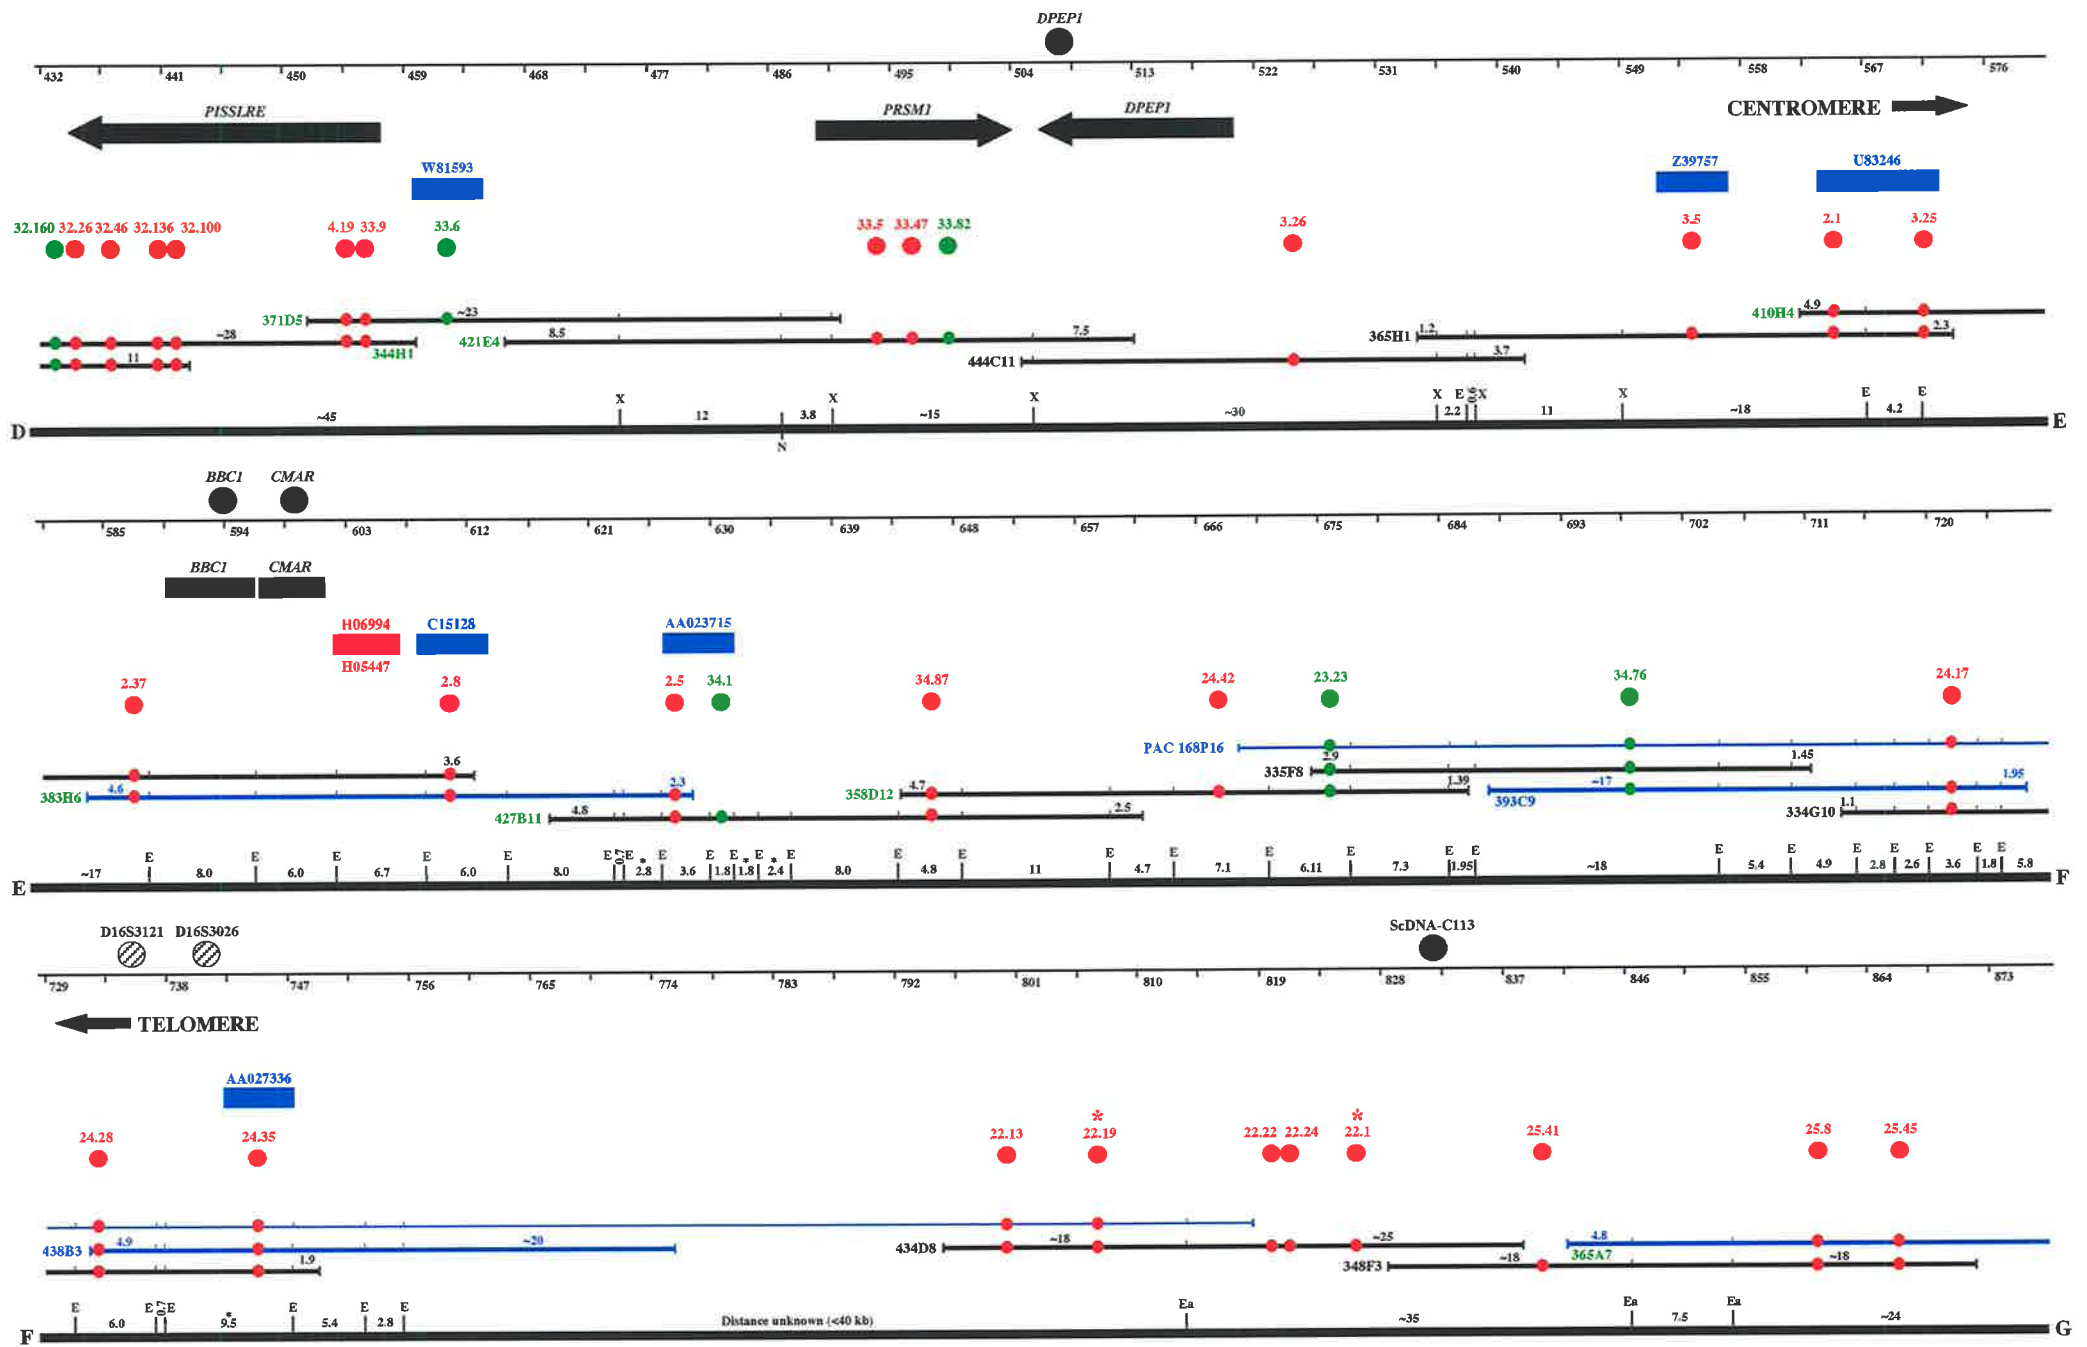 DPEP1
432 441 450 459 468 477 486 495 504 513 522 531 540 549 558 567 576
PISSLRE PRSM1 DPEP1 CENTROMERE
W81593 Z39757 U83246
32.160 32.26 32.46 32.136 32.100 4.19 33.9 33.6 33.5 33.47 33.82 3.26 3.5 2.1 3.25
371D5 ~23 410H4 4.9
~28 344H1 421E4 8.5 7.5 365H1 1.2 2.3
11 444C11 3.7
X X X X E X X E E
D ~45 12 3.8 ~15 ~30 2.2 0.6 11 ~18 4.2 E
N
BBC1 CMAR
585 594 603 612 621 630 639 648 657 666 675 684 693 702 711 720
BBC1 CMAR
H06994 C15128 AA023715
H05447
2.37 2.8 2.5 34.1 34.87 24.42 23.23 34.76 24.17
PAC 168P16
3.6 335F8 2.9 1.45
383H6 4.6 2.3 358D12 4.7 1.39 393C9 ~17 1.95
427B11 4.8 2.5 334G10 1.1
E E E E E E E E E E E E E E E E E E E E E E E E E E
* * *
E ~17 8.0 6.0 6.7 6.0 8.0 0.7 2.8 3.6 1.8 1.8 2.4 8.0 4.8 11 4.7 7.1 6.11 7.3 1.95 ~18 5.4 4.9 2.8 2.6 3.6 1.8 5.8 F
D16S3121 D16S3026 ScDNA-C113
729 738 747 756 765 774 783 792 801 810 819 828 837 846 855 864 873
TELOMERE
AA027336
* *
24.28 24.35 22.13 22.19 22.22 22.24 22.1 25.41 25.8 25.45
438B3 4.9 ~20 434D8 ~18 ~25 4.8
1.9 348F3 ~18 365A7 ~18
E E E E E E Ea Ea Ea
F 6.0 0.7 9.5 * 5.4 2.8 Distance unknown (<40 kb) ~35 7.5 ~24 G